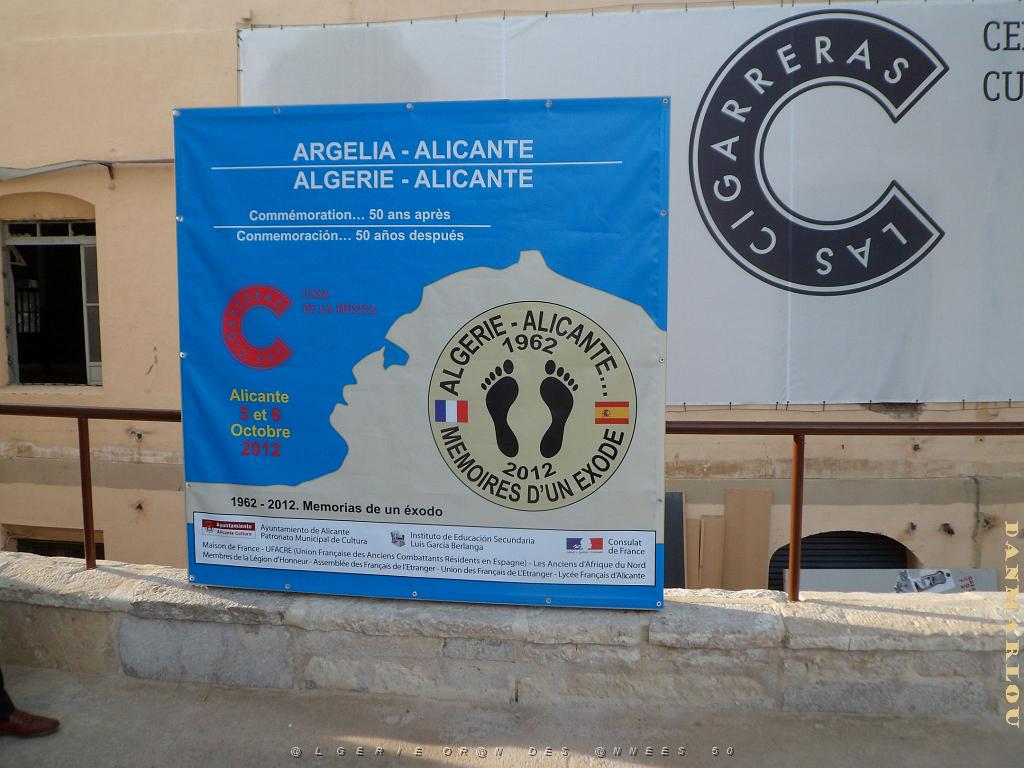 ARGELIA - ALICANTE
ALGERIE - ALICANTE
Commémoration... 50 ans après
Conmemoración... 50 años después
LAS CIGARRERAS
CASA
DE LA MÚSICA
Alicante
5 et 6
Octobre
2012
ALGERIE - ALICANTE...
1962
2012
MEMOIRES D'UN EXODE
1962 - 2012. Memorias de un éxodo
Ayuntamiento
Alicante Cultura
Ayuntamiento de Alicante
Patronato Municipal de Cultura
Instituto de Educación Secundaria
Luis García Berlanga
Consulat
de France
Maison de France - UFACRE (Union Française des Anciens Combattants Résidents en Espagne) - Les Anciens d'Afrique du Nord
Membres de la Légion d'Honneur - Assemblée des Français de l'Etranger - Union des Français de L'Etranger - Lycée Français d'Alicante
LAS CIGARRERAS
CE
CU
DANMARLOU
@LGERIE OR@N DES @NNEES 50